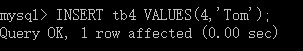 mysql> INSERT tb4 VALUES(4,'Tom');
Query OK, 1 row affected (0.00 sec)